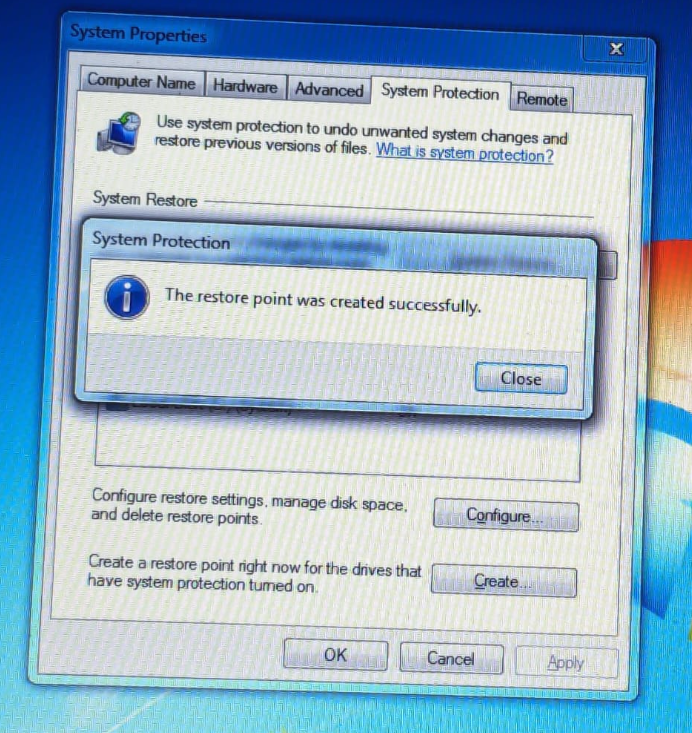 System Properties
Computer Name
Hardware
Advanced
System Protection
Remote
Use system protection to undo unwanted system changes and
restore previous versions of files. What is system protection?
System Restore
System Protection
The restore point was created successfully.
Close
Configure restore settings, manage disk space,
and delete restore points.
Configure...
Create a restore point right now for the drives that
have system protection turned on.
Create...
OK
Cancel
Apply